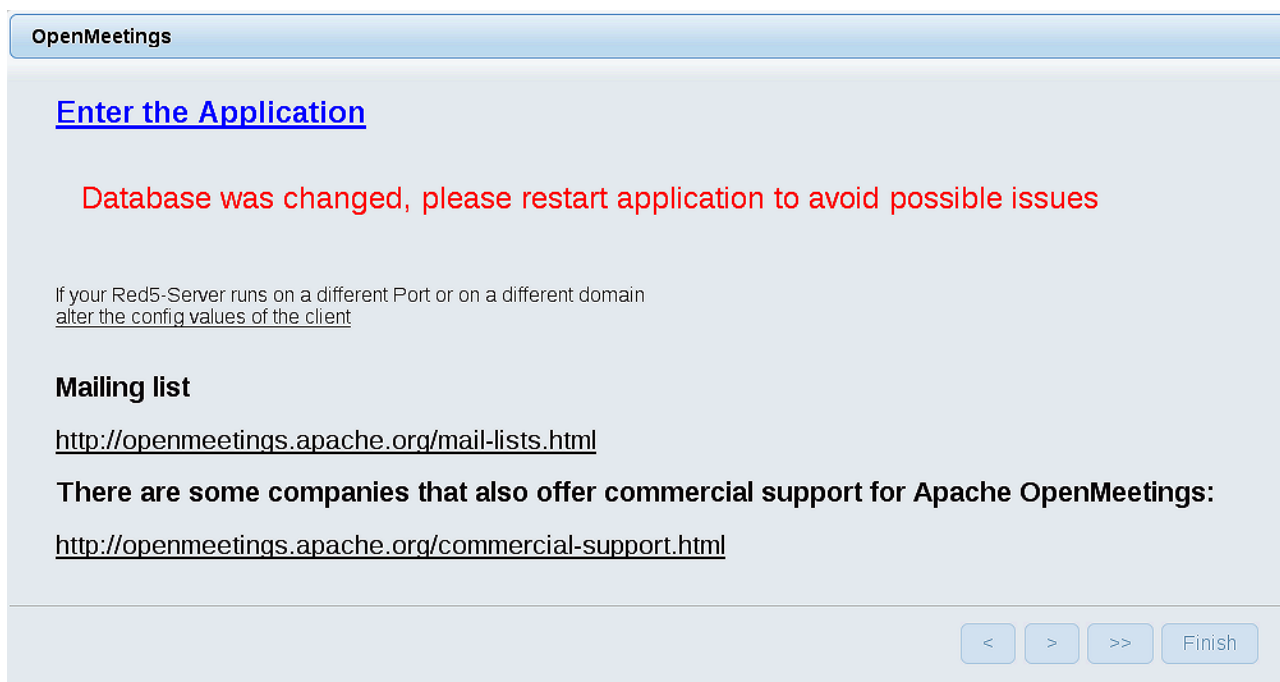 OpenMeetings
Enter the Application
Database was changed, please restart application to avoid possible issues
If your Red5-Server runs on a different Port or on a different domain
alter the config values of the client
Mailing list
http://openmeetings.apache.org/mail-lists.html
There are some companies that also offer commercial support for Apache OpenMeetings:
http://openmeetings.apache.org/commercial-support.html
< > >> Finish